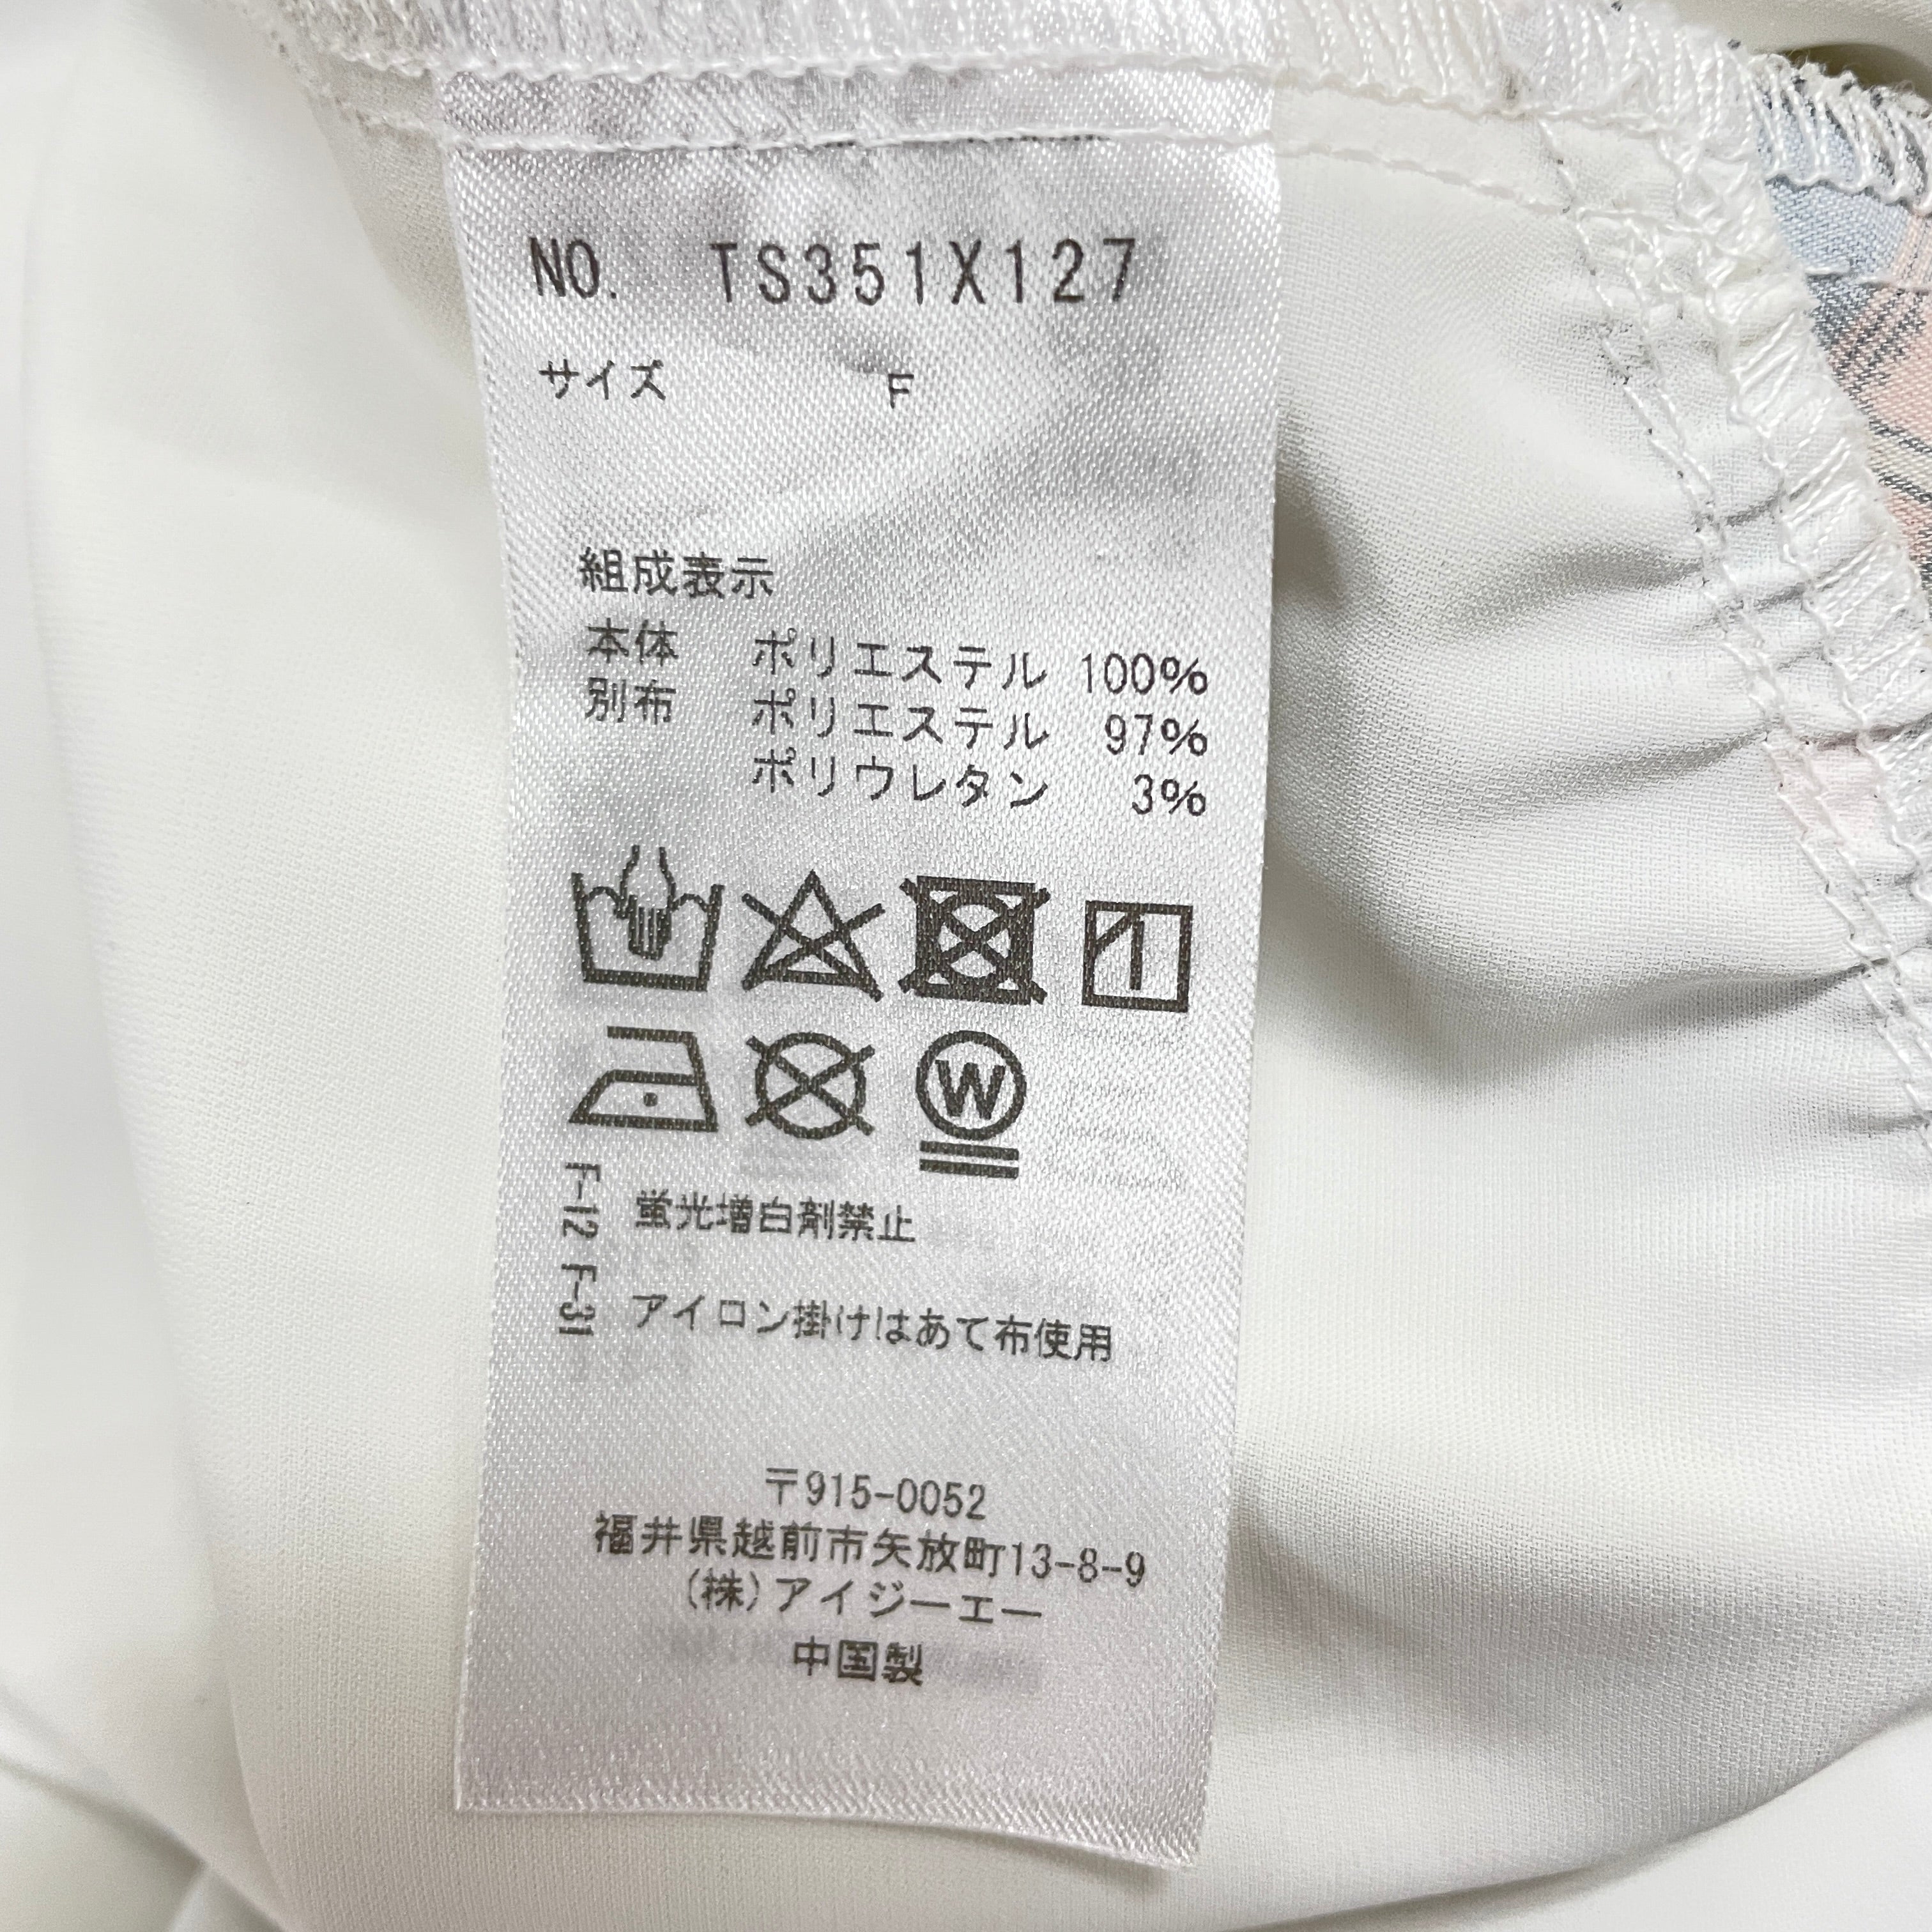 NO. TS351X127
サイズ F
組成表示
本体 ポリエステル 100%
別布 ポリエステル 97%
ポリウレタン 3%
W
F-12 蛍光増白剤禁止
F-31 アイロン掛けはあて布使用
〒915-0052
福井県越前市矢放町13-8-9
(株)アイジーエー
中国製